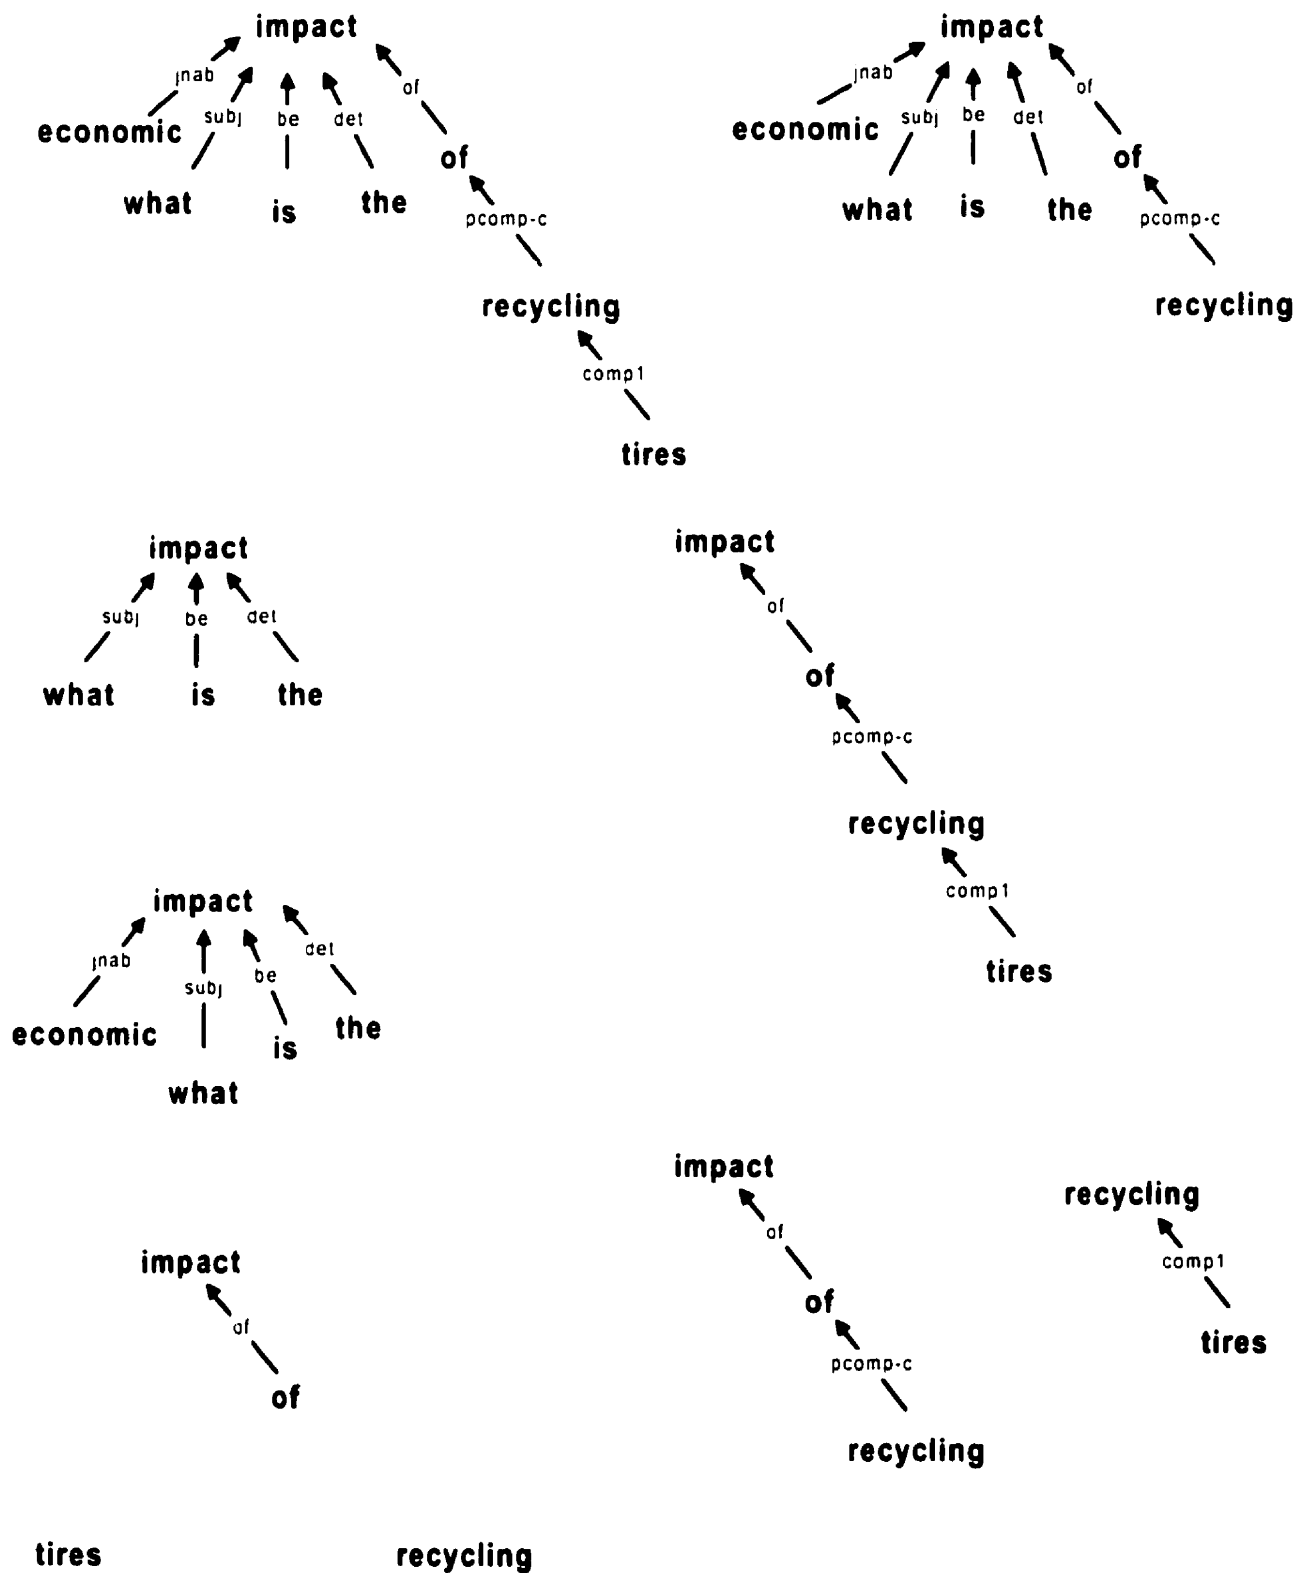 impact
jnab
subj
be
det
of
economic
what
is
the
of
pcomp-c
recycling
comp1
tires
impact
jnab
subj
be
det
of
economic
what
is
the
of
pcomp-c
recycling
impact
subj
be
det
what
is
the
impact
of
of
pcomp-c
recycling
comp1
tires
impact
jnab
subj
be
det
economic
what
is
the
impact
of
of
impact
of
of
pcomp-c
recycling
recycling
comp1
tires
tires
recycling